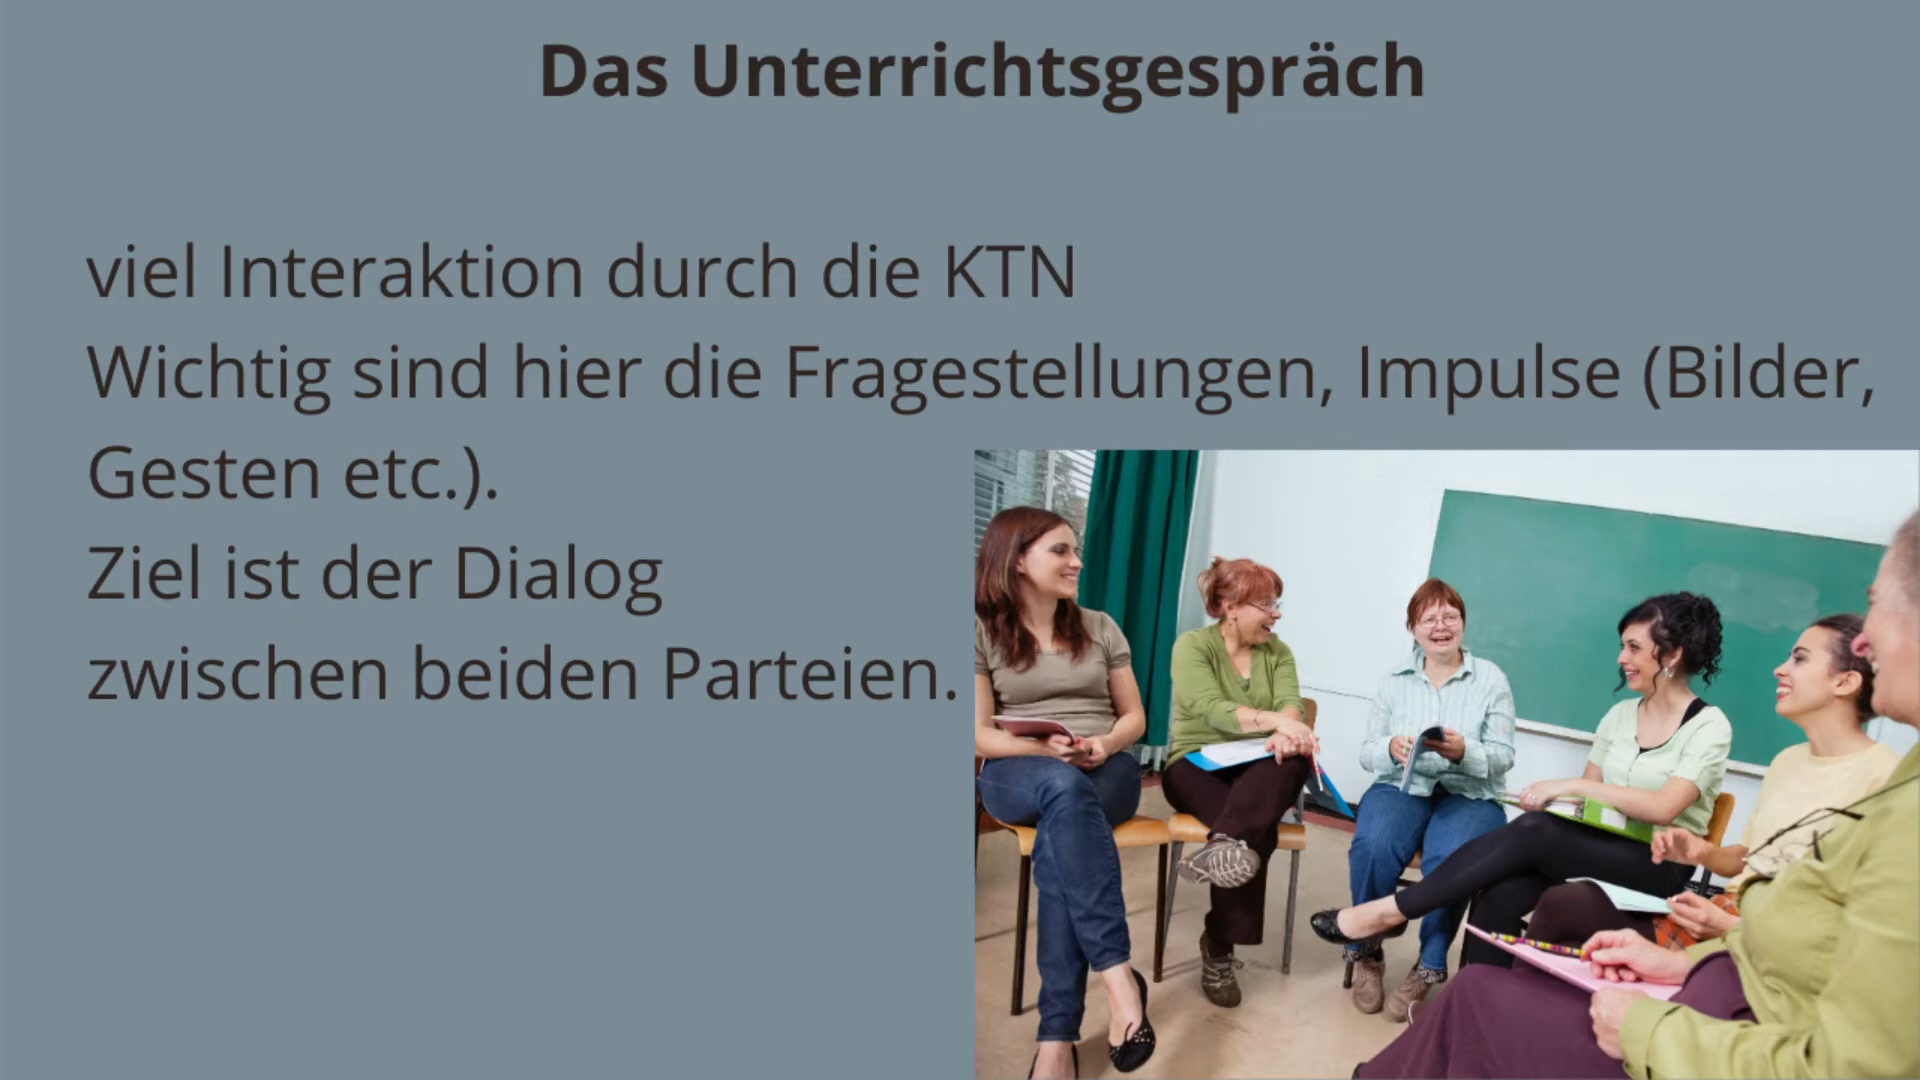 Das Unterrichtsgespräch
viel Interaktion durch die KTN
Wichtig sind hier die Fragestellungen, Impulse (Bilder,
Gesten etc.).
Ziel ist der Dialog
zwischen beiden Parteien.